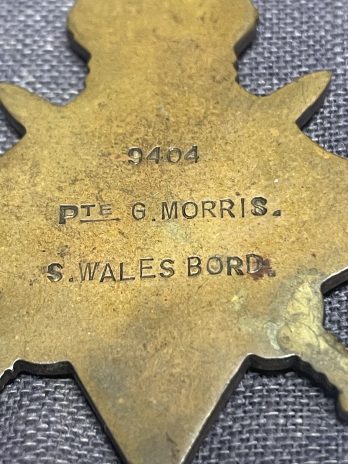 9404
PTE G.MORRIS.
S.WALES BORD.